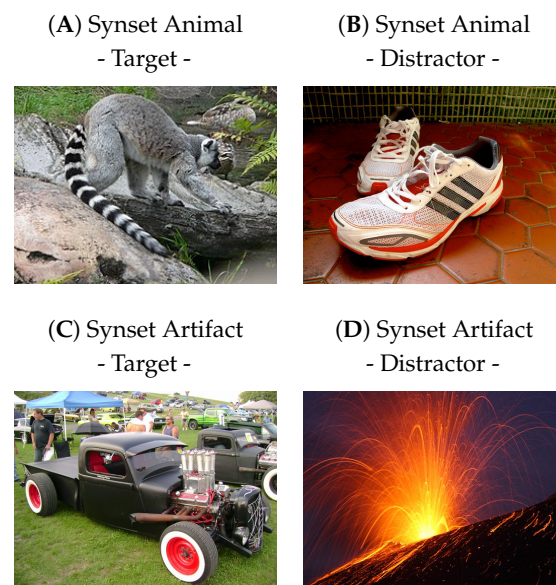 (A) Synset Animal
- Target -
(B) Synset Animal
- Distractor -
(C) Synset Artifact
- Target -
(D) Synset Artifact
- Distractor -